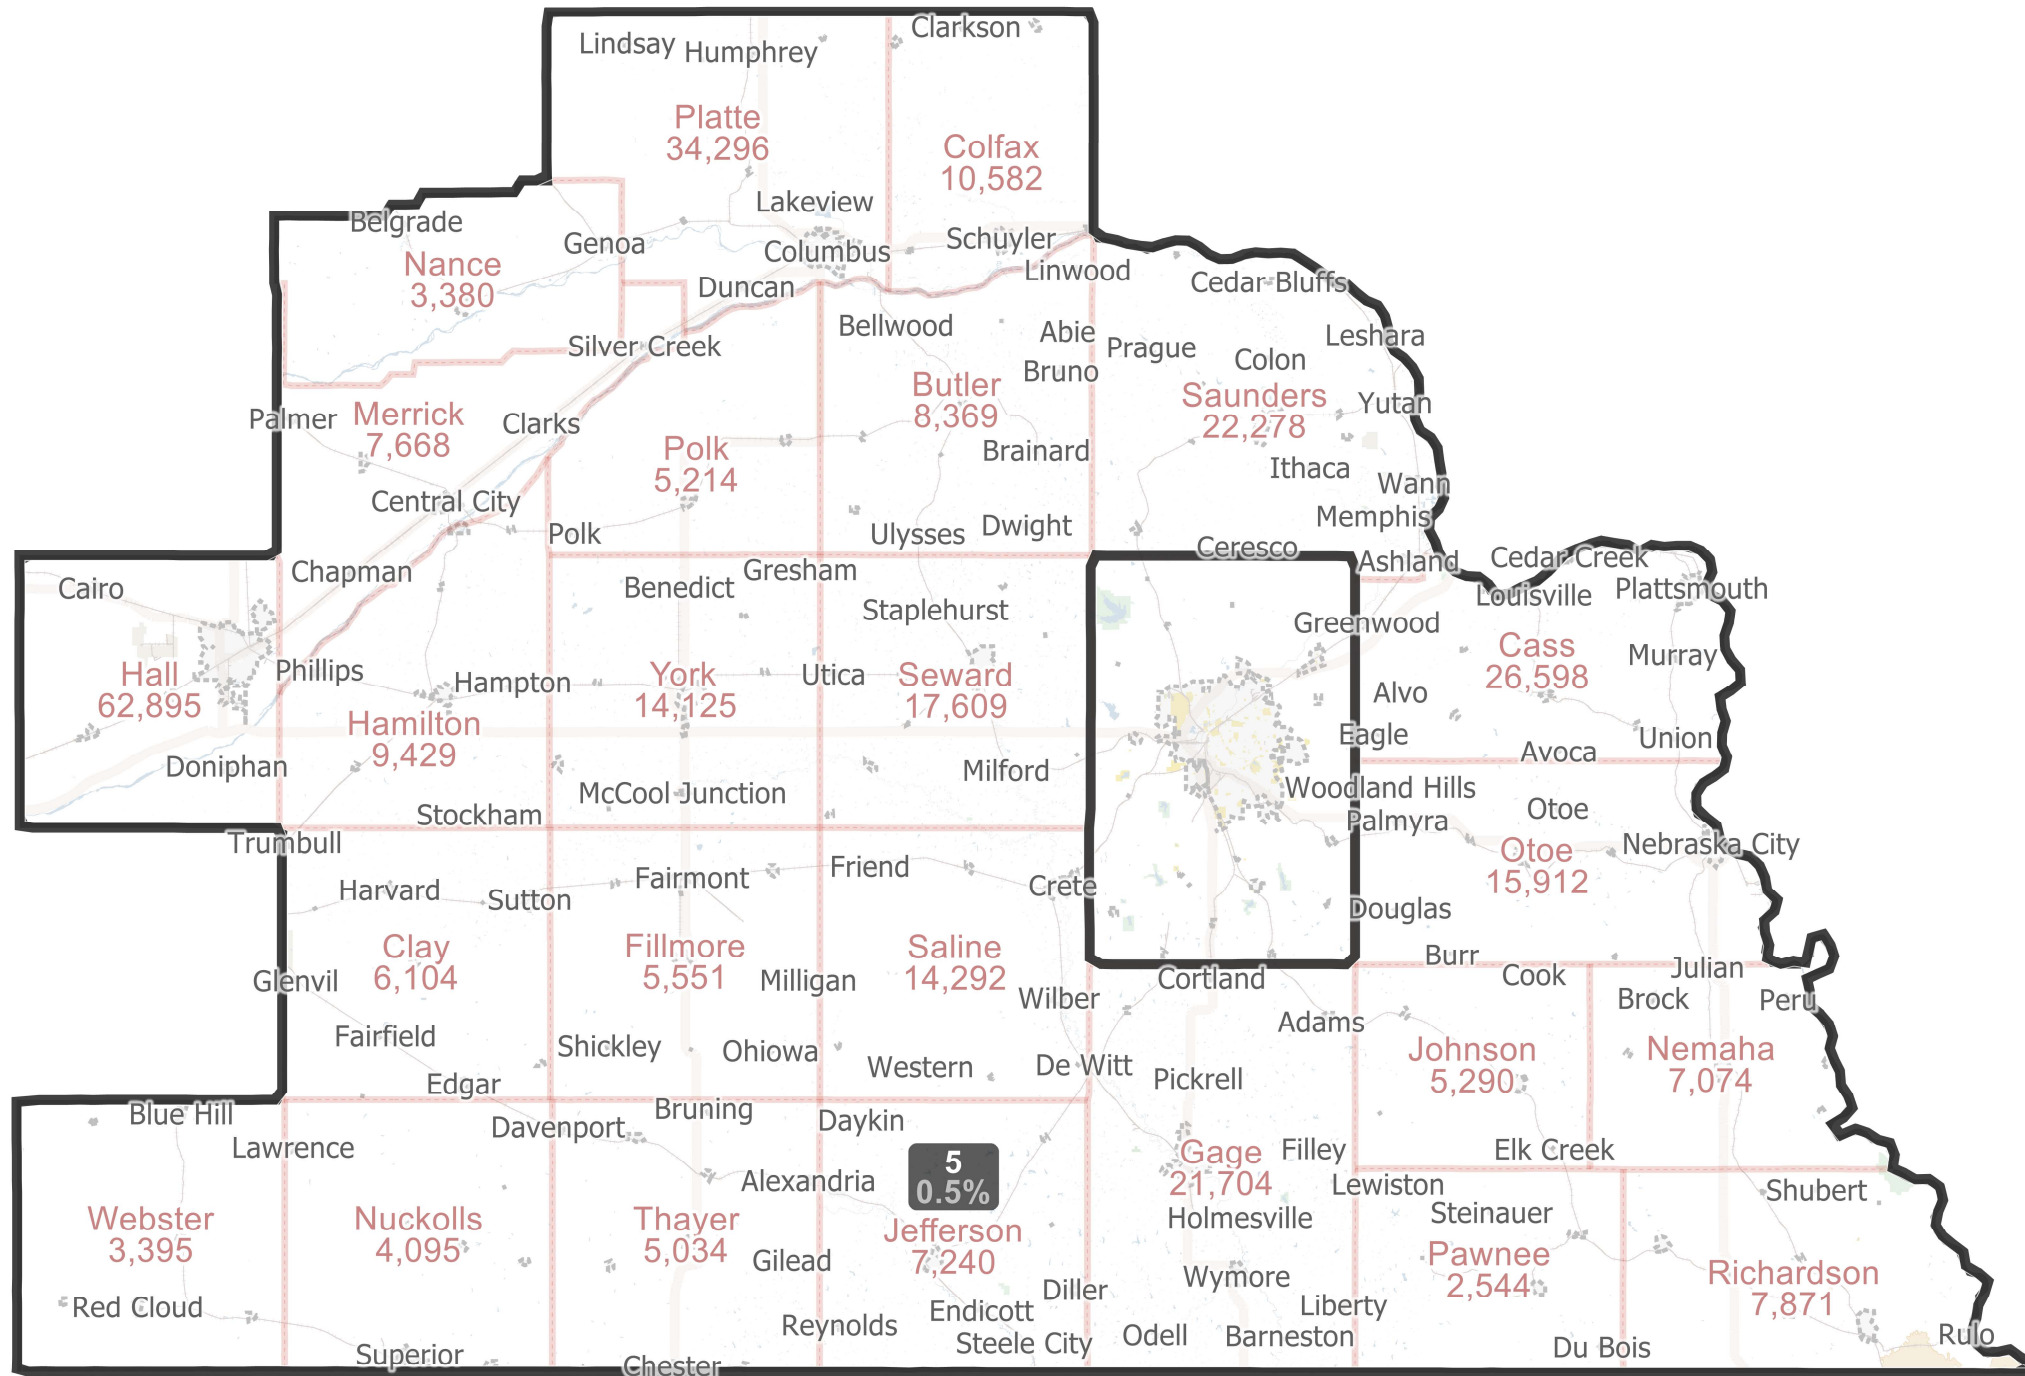 Clarkson
Lindsay
Humphrey
Platte
34,296
Colfax
10,582
Lakeview
Belgrade
Genoa
Columbus
Schuyler
Nance
3,380
Duncan
Linwood
Cedar Bluffs
Bellwood
Abie
Prague
Leshara
Silver Creek
Colon
Bruno
Butler
8,369
Saunders
22,278
Yutan
Palmer
Merrick
7,668
Clarks
Polk
5,214
Brainard
Ithaca
Wann
Central City
Memphis
Polk
Ulysses
Dwight
Ceresco
Ashland
Cedar Creek
Chapman
Gresham
Cairo
Benedict
Louisville
Plattsmouth
Staplehurst
Greenwood
Cass
26,598
Murray
Hall
62,895
Phillips
Hampton
York
14,125
Utica
Seward
17,609
Alvo
Hamilton
9,429
Eagle
Union
Avoca
Doniphan
Milford
McCool Junction
Woodland Hills
Otoe
Stockham
Palmyra
Trumbull
Nebraska City
Otoe
15,912
Friend
Fairmont
Crete
Harvard
Sutton
Douglas
Clay
6,104
Fillmore
5,551
Saline
14,292
Burr
Julian
Glenvil
Milligan
Cortland
Cook
Wilber
Brock
Peru
Adams
Fairfield
Shickley
Ohiowa
Johnson
5,290
Nemaha
7,074
Western
De Witt
Pickrell
Edgar
Blue Hill
Bruning
Davenport
Daykin
Lawrence
Filley
Elk Creek
5
0.5%
Gage
21,704
Alexandria
Lewiston
Shubert
Webster
3,395
Nuckolls
4,095
Thayer
5,034
Jefferson
7,240
Holmesville
Steinauer
Gilead
Pawnee
2,544
Richardson
7,871
Wymore
Diller
Red Cloud
Endicott
Liberty
Reynolds
Steele City
Odell
Barneston
Rulo
Superior
Du Bois
Chester